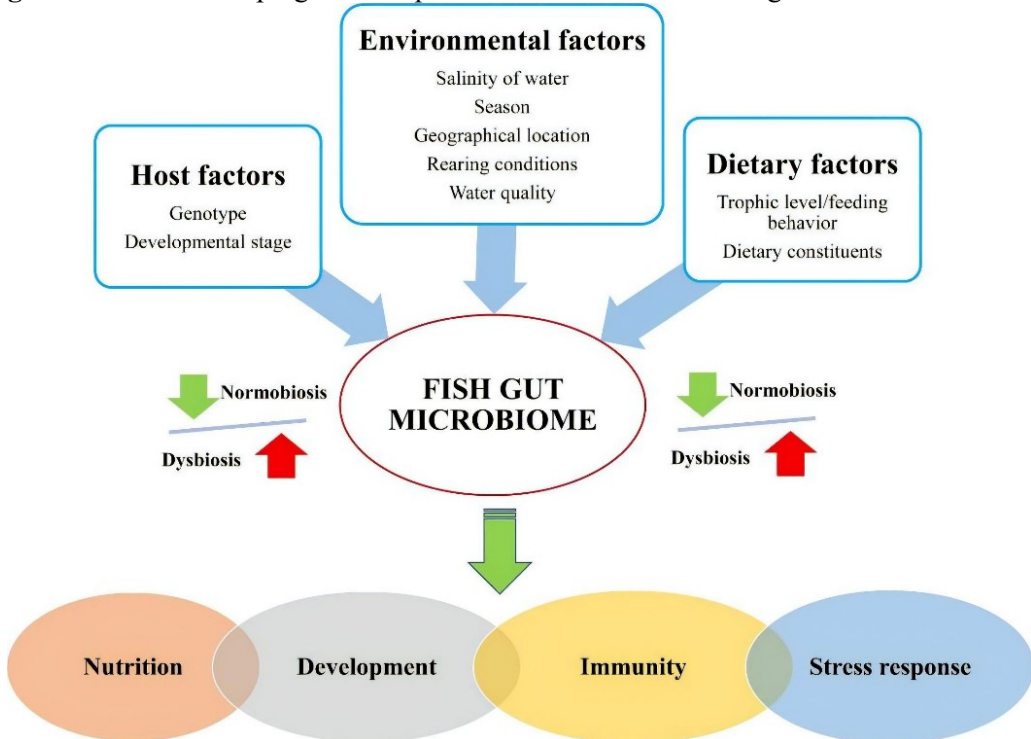 Environmental factors
Salinity of water
Season
Geographical location
Rearing conditions
Water quality
Host factors
Genotype
Developmental stage
Dietary factors
Trophic level/feeding
behavior
Dietary constituents
FISH GUT
MICROBIOME
Normobiosis
Dysbiosis
Normobiosis
Dysbiosis
Nutrition
Development
Immunity
Stress response